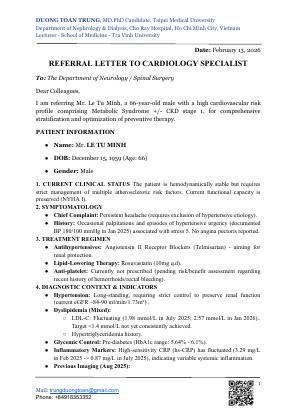 DUONG TOAN TRUNG, MD.PhD Candidate, Taipei Medical University
Department of Nephrology & Dialysis, Cho Ray Hospital, Ho Chi Minh City, Vietnam
Lecturer - School of Medicine - Tra Vinh University
Date: February 13, 2026
REFERRAL LETTER TO CARDIOLOGY SPECIALIST
To: The Department of Neurology / Spinal Surgery
Dear Colleagues,
I am referring Mr. Le Tu Minh, a 66-year-old male with a high cardiovascular risk
profile comprising Metabolic Syndrome +/- CKD stage 1, for comprehensive
stratification and optimization of preventive therapy.
PATIENT INFORMATION
● Name: Mr. LE TU MINH
● DOB: December 15, 1959 (Age: 66)
● Gender: Male
1. CURRENT CLINICAL STATUS The patient is hemodynamically stable but requires
strict management of multiple atherosclerotic risk factors. Current functional capacity is
preserved (NYHA I).
2. SYMPTOMATOLOGY
● Chief Complaint: Persistent headache (requires exclusion of hypertensive etiology).
● History: Occasional palpitations and episodes of hypertensive urgency (documented
BP 180/100 mmHg in Jan 2025) associated with stress 5. No angina pectoris reported.
3. TREATMENT REGIMEN
● Antihypertensives: Angiotensin II Receptor Blockers (Telmisartan) - aiming for
renal protection.
● Lipid-Lowering Therapy: Rosuvastatin (10mg q.d).
● Anti-platelet: Currently not prescribed (pending risk/benefit assessment regarding
recent history of hemorrhoids/rectal bleeding).
4. DIAGNOSTIC CONTEXT & INDICATORS
● Hypertension: Long-standing, requiring strict control to preserve renal function
(current eGFR ~84-90 ml/min/1.73m²) .
● Dyslipidemia (Mixed):
○ LDL-C: Fluctuating (1.98 mmol/L in July 2025; 2.57 mmol/L in Jan 2026).
Target <1.4 mmol/L not yet consistently achieved.
○ Hypertriglyceridemia history.
● Glycemic Control: Pre-diabetes (HbA1c range: 5.64% - 6.1%).
● Inflammatory Markers: High-sensitivity CRP (hs-CRP) has fluctuated (3.29 mg/L
in Feb 2025 -> 0.87 mg/L in July 2025), indicating variable systemic inflammation.
● Previous Imaging (Aug 2025):
1
Mail: trungduongtoan@gmail.com
Phone: +84918353352